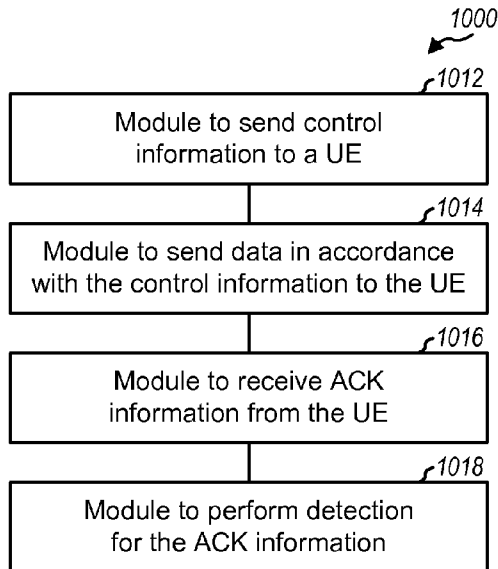 1000
1012
Module to send control
information to a UE
1014
Module to send data in accordance
with the control information to the UE
1016
Module to receive ACK
information from the UE
1018
Module to perform detection
for the ACK information